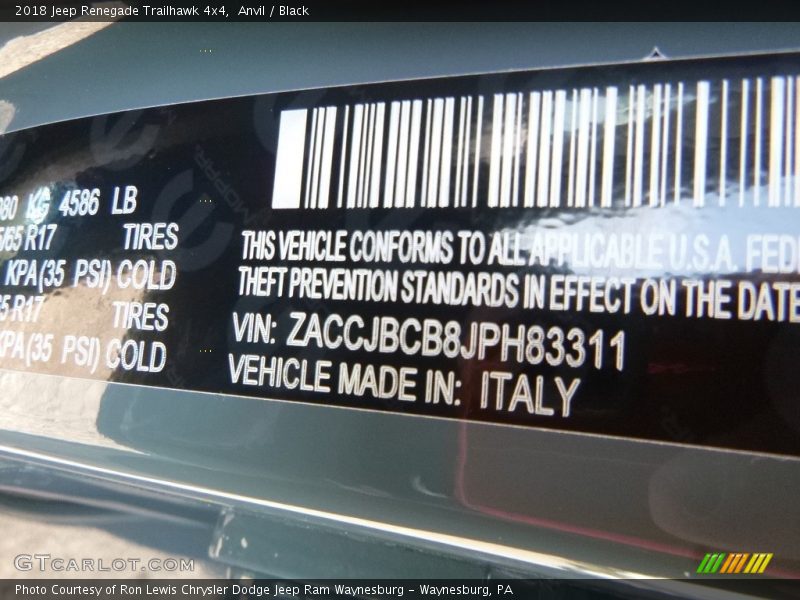 2018 Jeep Renegade Trailhawk 4x4, Anvil / Black
MOPAR
KG 4586 LB
R17 TIRES
KPA(35 PSI) COLD
R17 TIRES
KPA(35 PSI) COLD
THIS VEHICLE CONFORMS TO ALL APPLICABLE U.S.A.
THEFT PREVENTION STANDARDS IN EFFECT ON THE DATE
VIN: ZACCJBCB8JPH83311
VEHICLE MADE IN: ITALY
GTCARLOT.COM
Photo Courtesy of Ron Lewis Chrysler Dodge Jeep Ram Waynesburg - Waynesburg, PA